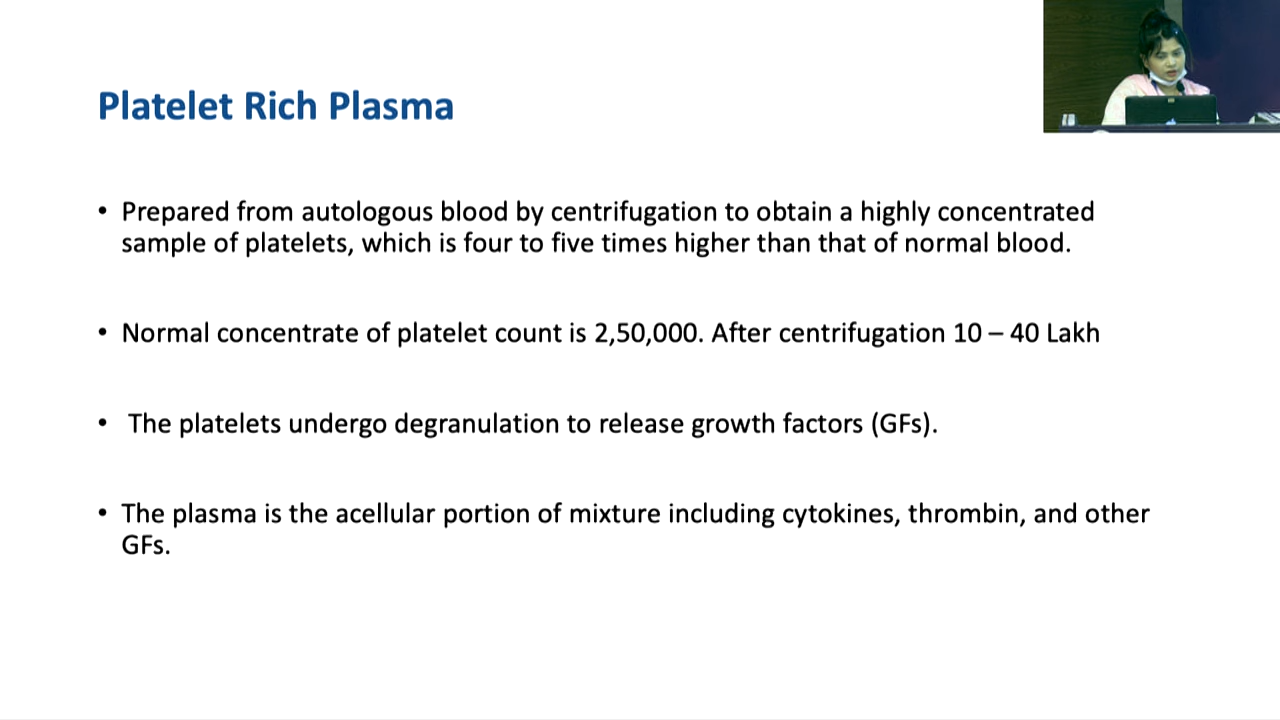 Platelet Rich Plasma
• Prepared from autologous blood by centrifugation to obtain a highly concentrated
sample of platelets, which is four to five times higher than that of normal blood.
• Normal concentrate of platelet count is 2,50,000. After centrifugation 10 – 40 Lakh
• The platelets undergo degranulation to release growth factors (GFs).
• The plasma is the acellular portion of mixture including cytokines, thrombin, and other
GFs.